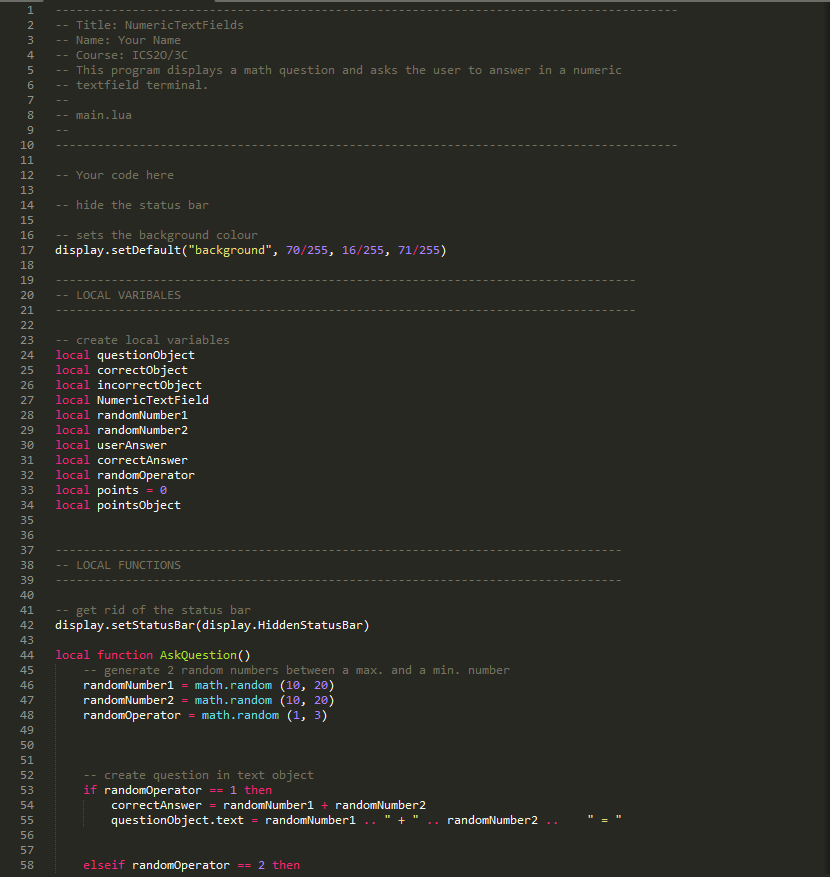 1 -----------------------------------------------------------------------------------------
2 -- Title: NumericTextFields
3 -- Name: Your Name
4 -- Course: ICS2O/3C
5 -- This program displays a math question and asks the user to answer in a numeric
6 -- textfield terminal.
7 --
8 -- main.lua
9 --
10 -----------------------------------------------------------------------------------------
11
12 -- Your code here
13
14 -- hide the status bar
15
16 -- sets the background colour
17 display.setDefault("background", 70/255, 16/255, 71/255)
18
19 -----------------------------------------------------------------------------------
20 -- LOCAL VARIBALES
21 -----------------------------------------------------------------------------------
22
23 -- create local variables
24 local questionObject
25 local correctObject
26 local incorrectObject
27 local NumericTextField
28 local randomNumber1
29 local randomNumber2
30 local userAnswer
31 local correctAnswer
32 local randomOperator
33 local points = 0
34 local pointsObject
35
36
37 ---------------------------------------------------------------------------------
38 -- LOCAL FUNCTIONS
39 ---------------------------------------------------------------------------------
40
41 -- get rid of the status bar
42 display.setStatusBar(display.HiddenStatusBar)
43
44 local function AskQuestion()
45 -- generate 2 random numbers between a max. and a min. number
46 randomNumber1 = math.random (10, 20)
47 randomNumber2 = math.random (10, 20)
48 randomOperator = math.random (1, 3)
49
50
51
52 -- create question in text object
53 if randomOperator == 1 then
54 correctAnswer = randomNumber1 + randomNumber2
55 questionObject.text = randomNumber1 .. " + " .. randomNumber2 .. " = "
56
57
58 elseif randomOperator == 2 then